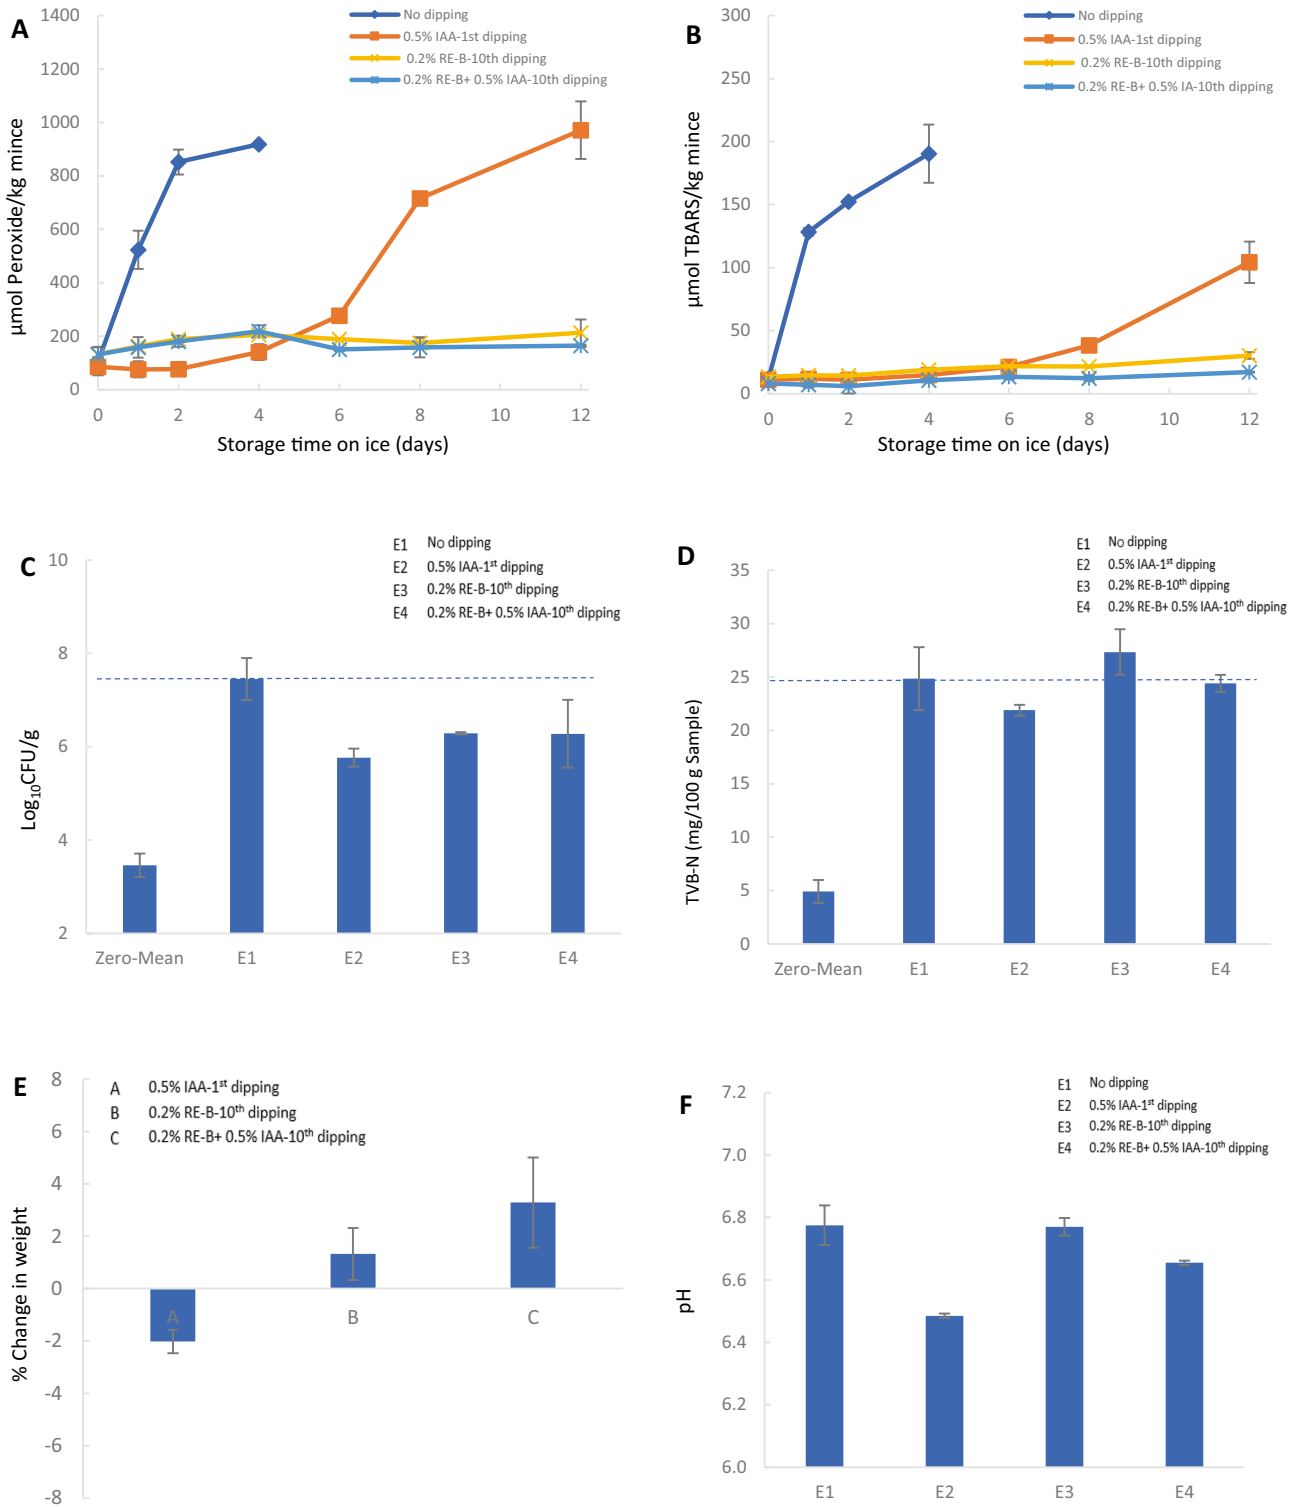 A
μmol Peroxide/kg mince
1400
1200
1000
800
600
400
200
0
0 2 4 6 8 10 12
Storage time on ice (days)
No dipping
0.5% IAA-1st dipping
0.2% RE-B-10th dipping
0.2% RE-B+ 0.5% IAA-10th dipping
B
μmol TBARS/kg mince
300
250
200
150
100
50
0
0 2 4 6 8 10 12
Storage time on ice (days)
No dipping
0.5% IAA-1st dipping
0.2% RE-B-10th dipping
0.2% RE-B+ 0.5% IA-10th dipping
C
Log10CFU/g
10
8
6
4
2
Zero-Mean E1 E2 E3 E4
E1 No dipping
E2 0.5% IAA-1st dipping
E3 0.2% RE-B-10th dipping
E4 0.2% RE-B+ 0.5% IAA-10th dipping
D
TVB-N (mg/100 g Sample)
35
30
25
20
15
10
5
0
Zero-Mean E1 E2 E3 E4
E1 No dipping
E2 0.5% IAA-1st dipping
E3 0.2% RE-B-10th dipping
E4 0.2% RE-B+ 0.5% IAA-10th dipping
E
% Change in weight
8
6
4
2
0
-2
-4
-6
-8
A B C
A 0.5% IAA-1st dipping
B 0.2% RE-B-10th dipping
C 0.2% RE-B+ 0.5% IAA-10th dipping
F
pH
7.2
7.0
6.8
6.6
6.4
6.2
6.0
E1 E2 E3 E4
E1 No dipping
E2 0.5% IAA-1st dipping
E3 0.2% RE-B-10th dipping
E4 0.2% RE-B+ 0.5% IAA-10th dipping